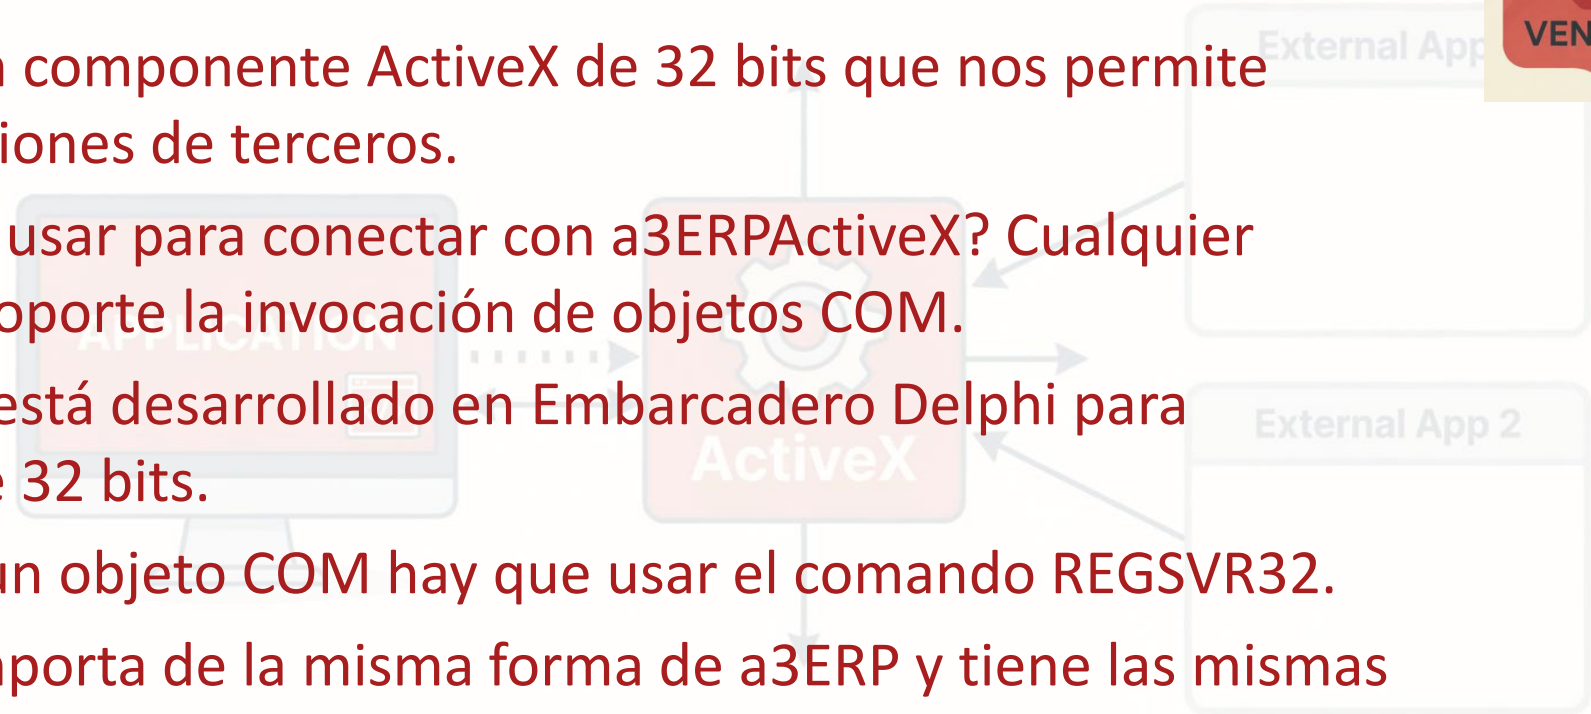 componente ActiveX de 32 bits que nos permite
External App
VEN
iones de terceros.
usar para conectar con a3ERPActiveX? Cualquier
oporte la invocación de objetos COM.
APPLICATION
está desarrollado en Embarcadero Delphi para
External App 2
ActiveX
32 bits.
un objeto COM hay que usar el comando REGSVR32.
porta de la misma forma de a3ERP y tiene las mismas